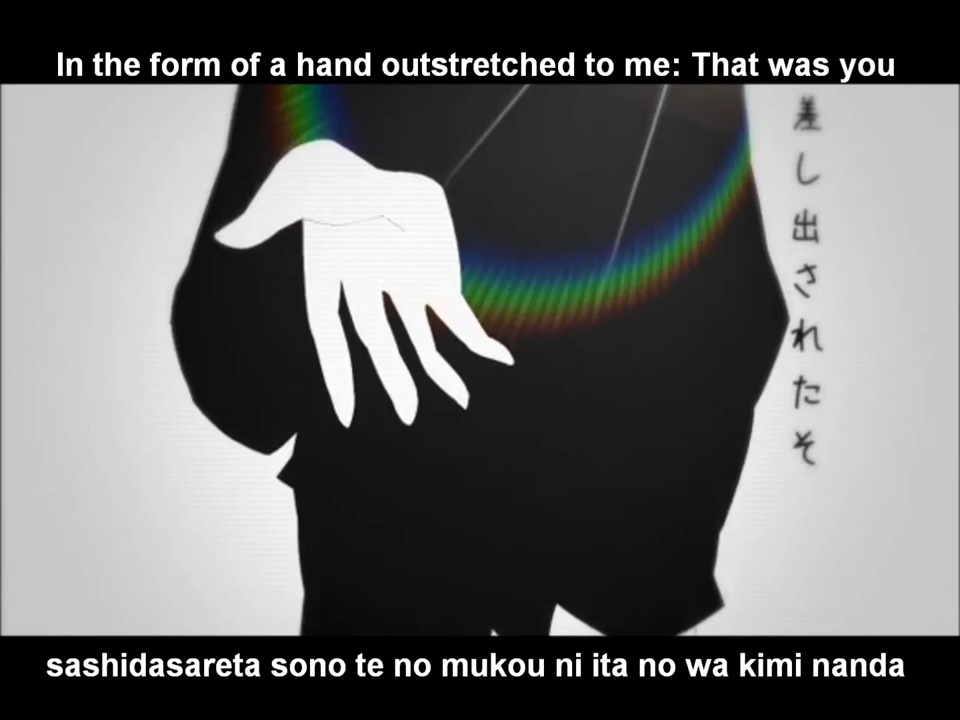 In the form of a hand outstretched to me: That was you
差し出されたそ
sashidasareta sono te no mukou ni ita no wa kimi nanda